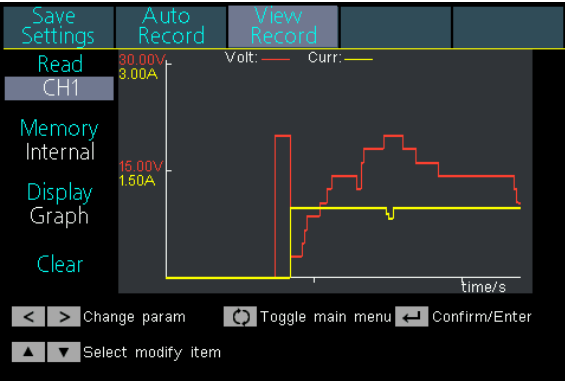 Save Settings
Auto Record
View Record
Read
CH1
Memory
Internal
Display
Graph
Clear
30.00V
3.00A
Volt:
Curr:
15.00V
1.50A
time/s
< > Change param
Toggle main menu
Confirm/Enter
▲ ▼ Select modify item